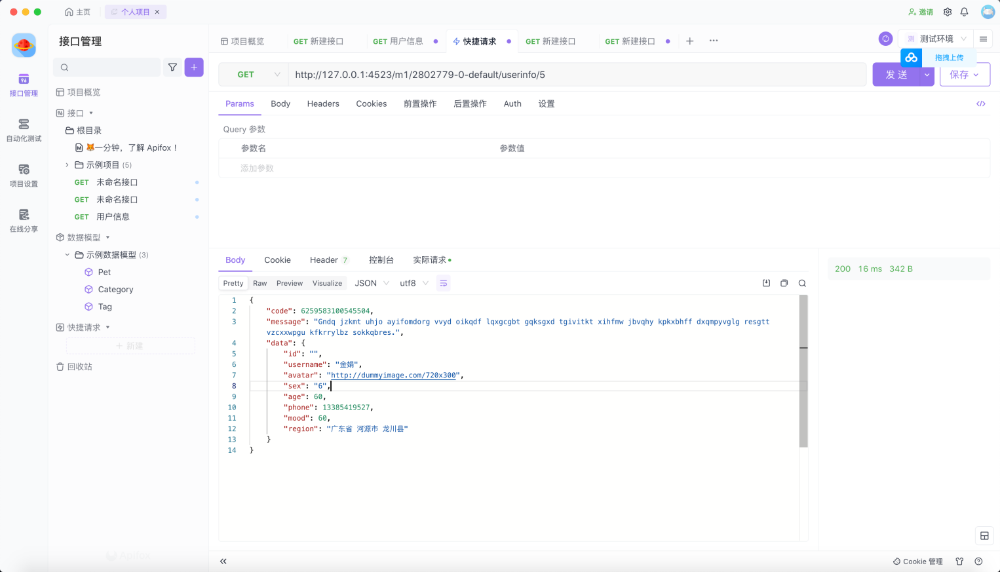 主页
个人项目
邀请
接口管理
自动化测试
项目设置
在线分享
接口管理
项目概览
接口
根目录
🦊一分钟，了解 Apifox！
示例项目 (5)
GET 未命名接口
GET 未命名接口
GET 用户信息
数据模型
示例数据模型 (3)
Pet
Category
Tag
快捷请求
+ 新建
回收站
Apifox
项目概览
GET 新建接口
GET 用户信息
快捷请求
GET 新建接口
GET 新建接口
测 测试环境
拖拽上传
GET
http://127.0.0.1:4523/m1/2802779-0-default/userinfo/5
发 送
保存
Params Body Headers Cookies 前置操作 后置操作 Auth 设置
Query 参数
参数名 参数值
添加参数
Body Cookie Header 7 控制台 实际请求
Pretty Raw Preview Visualize JSON utf8
1 {
2 "code": 6259583100545504,
3 "message": "Gndq jzkmt uhjo ayifomdorg vvyd oikqdf lqxgcgbt gqksgxd tgivitkt xihfmw jbvqhy kpkxbhff dxqmpyvglg resgtt
vzcxxwpgu kfkrrylbz sokkqbres.",
4 "data": {
5 "id": "",
6 "username": "金娟",
7 "avatar": "http://dummyimage.com/720x300",
8 "sex": "6",
9 "age": 60,
10 "phone": 13385419527,
11 "mood": 60,
12 "region": "广东省 河源市 龙川县"
13 }
14 }
200 16 ms 342 B
Cookie 管理